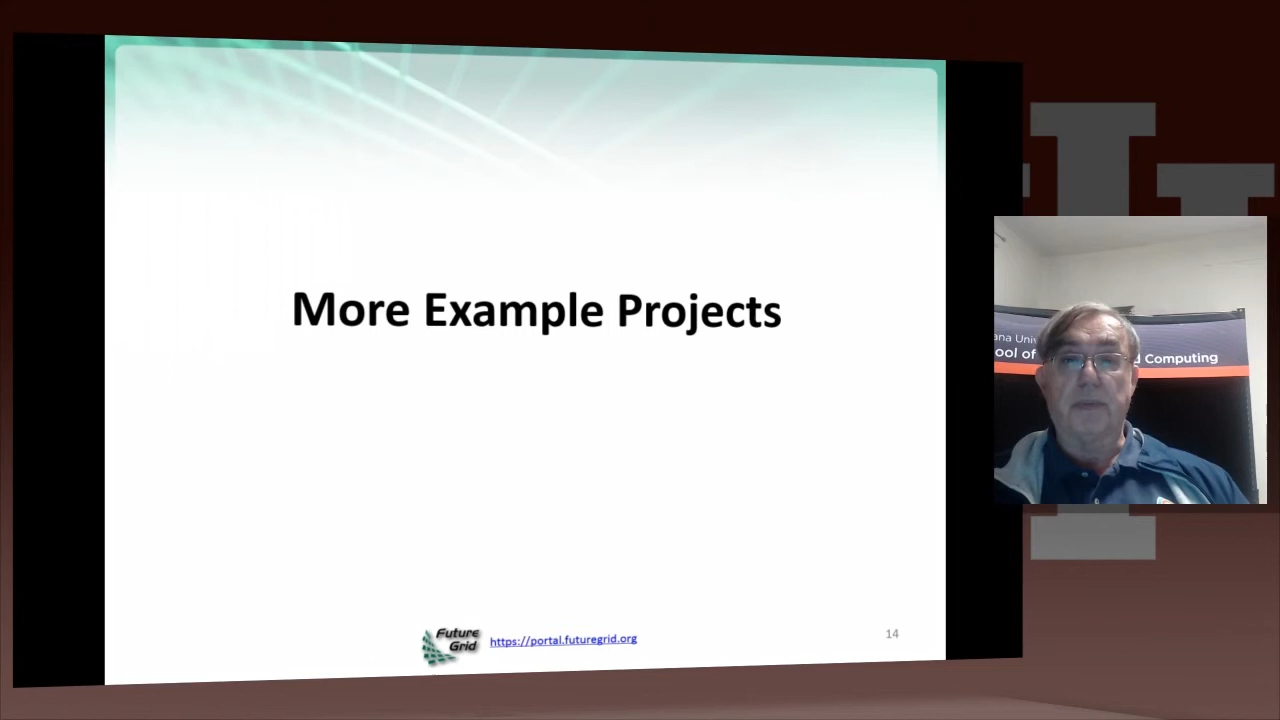 More Example Projects
Future
Grid
https://portal.futuregrid.org
14
ana Univ
ool of
d Computing